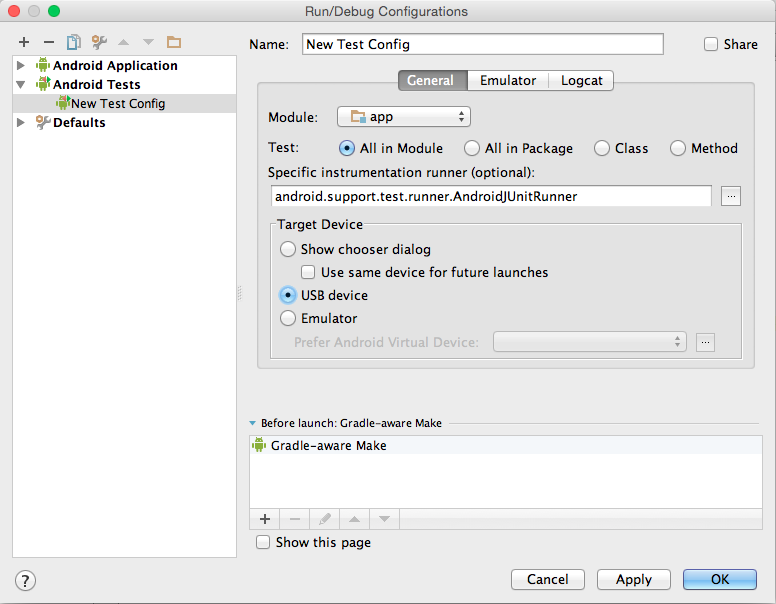 Run/Debug Configurations
Name: New Test Config Share
Android Application
Android Tests
New Test Config
Defaults
General Emulator Logcat
Module: app
Test: All in Module All in Package Class Method
Specific instrumentation runner (optional):
android.support.test.runner.AndroidJUnitRunner ...
Target Device
Show chooser dialog
Use same device for future launches
USB device
Emulator
Prefer Android Virtual Device: ...
Before launch: Gradle-aware Make
Gradle-aware Make
Show this page
? Cancel Apply OK